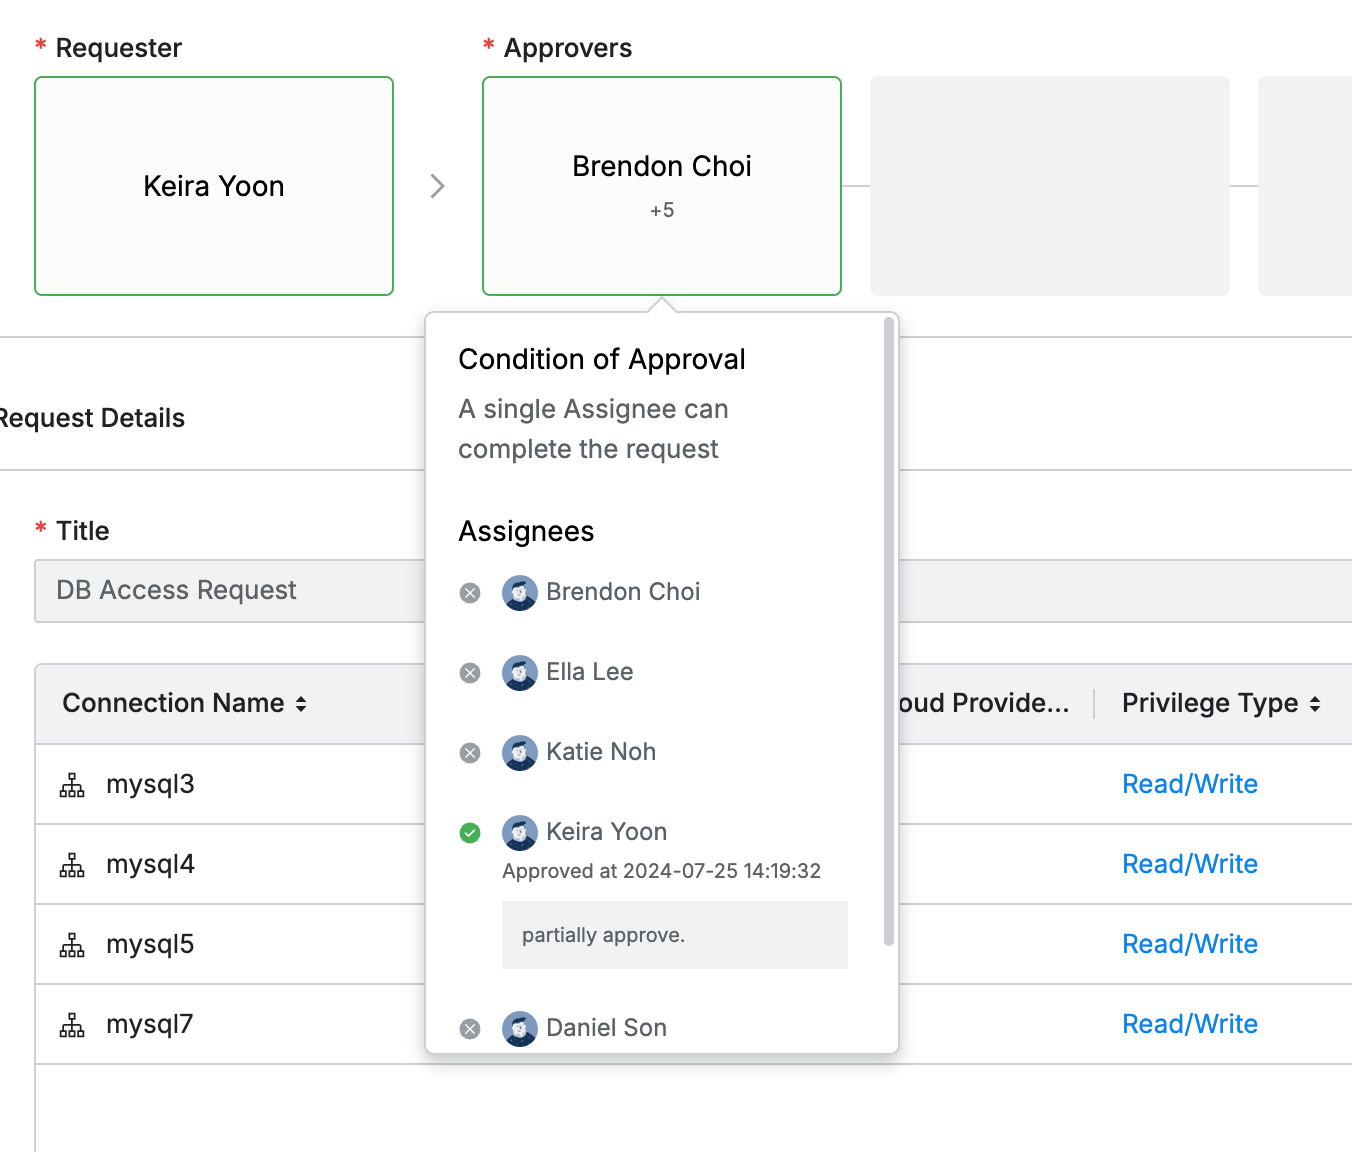 * Requester
* Approvers
Keira Yoon
Brendon Choi
+5
Condition of Approval
A single Assignee can
complete the request
Assignees
Brendon Choi
Ella Lee
Katie Noh
Keira Yoon
Approved at 2024-07-25 14:19:32
partially approve.
Daniel Son
Request Details
* Title
DB Access Request
Connection Name
oud Provide...
Privilege Type
mysql3
Read/Write
mysql4
Read/Write
mysql5
Read/Write
mysql7
Read/Write